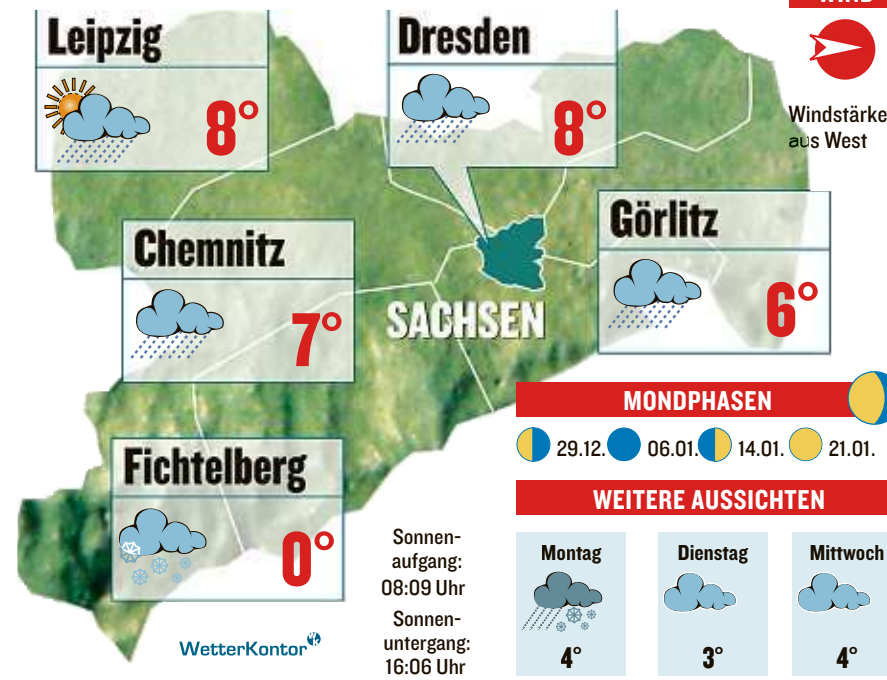 WIND
Leipzig
8°
Dresden
8°
Windstärke
aus West
Chemnitz
7°
Görlitz
6°
SACHSEN
Fichtelberg
0°
MONDPHASEN
29.12. 06.01. 14.01. 21.01.
WEITERE AUSSICHTEN
Sonnen-
aufgang:
08:09 Uhr
Sonnen-
untergang:
16:06 Uhr
Montag
4°
Dienstag
3°
Mittwoch
4°
WetterKontor